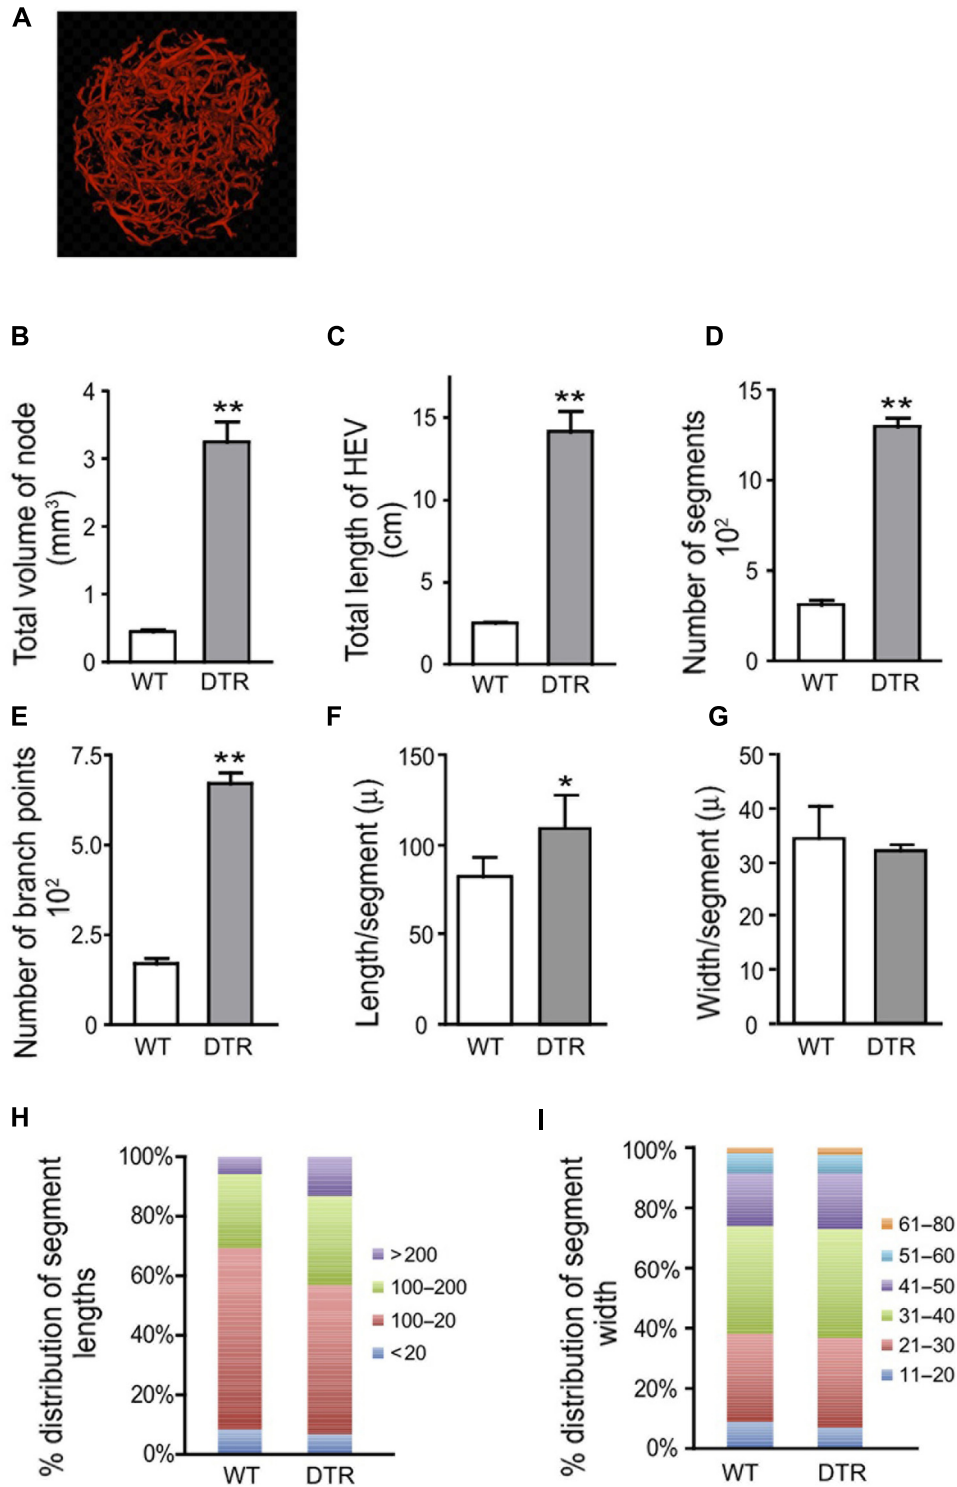 A
B
Total volume of node
(mm³)
4
3
2
1
0
**
WT DTR
C
Total length of HEV
(cm)
15
10
5
0
**
WT DTR
D
Number of segments
10²
15
10
5
0
**
WT DTR
E
Number of branch points
10²
7.5
5.0
2.5
0
**
WT DTR
F
Length/segment (μ)
150
100
50
0
*
WT DTR
G
Width/segment (μ)
50
40
30
20
10
0
WT DTR
H
% distribution of segment
lengths
100%
80%
60%
40%
20%
0%
WT DTR
>200
100–200
100–20
<20
I
% distribution of segment
width
100%
80%
60%
40%
20%
0%
WT DTR
61–80
51–60
41–50
31–40
21–30
11–20